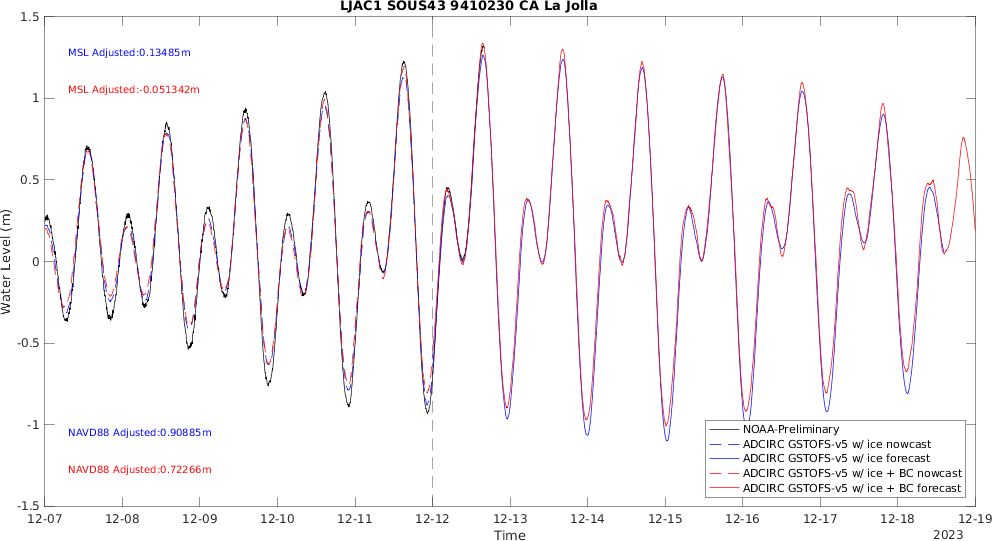 LJAC1 SOUS43 9410230 CA La Jolla
1.5
1
0.5
0
-0.5
-1
-1.5
Water Level (m)
MSL Adjusted:0.13485m
MSL Adjusted:-0.051342m
NAVD88 Adjusted:0.90885m
NAVD88 Adjusted:0.72266m
NOAA-Preliminary
ADCIRC GSTOFS-v5 w/ ice nowcast
ADCIRC GSTOFS-v5 w/ ice forecast
ADCIRC GSTOFS-v5 w/ ice + BC nowcast
ADCIRC GSTOFS-v5 w/ ice + BC forecast
12-07 12-08 12-09 12-10 12-11 12-12 12-13 12-14 12-15 12-16 12-17 12-18 12-19
Time
2023